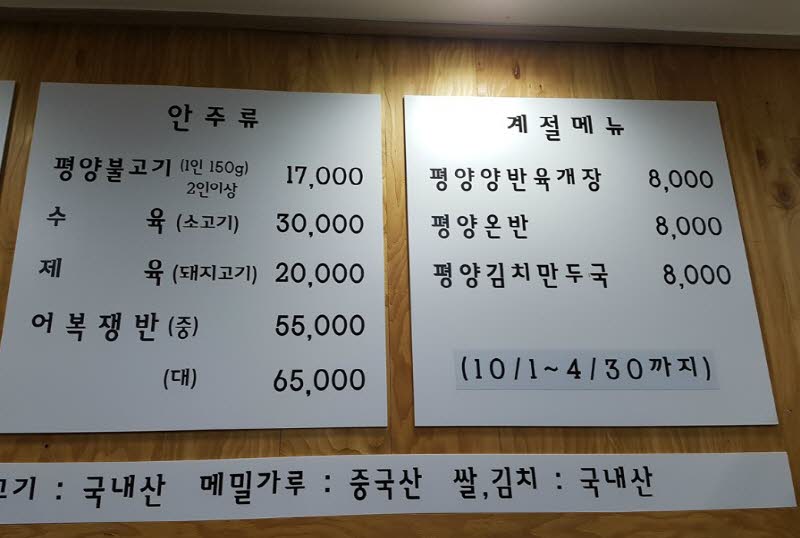 안주류
평양불고기 (1인 150g) 2인이상 17,000
수 육 (소고기) 30,000
제 육 (돼지고기) 20,000
어복쟁반 (중) 55,000
(대) 65,000
계절메뉴
평양양반육개장 8,000
평양온반 8,000
평양김치만두국 8,000
(10/1~4/30까지)
고기 : 국내산 메밀가루 : 중국산 쌀,김치 : 국내산